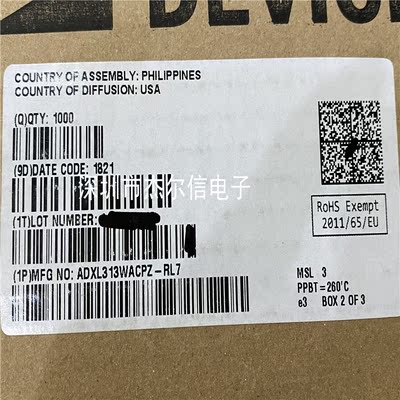 DEVIC
COUNTRY OF ASSEMBLY: PHILIPPINES
COUNTRY OF DIFFUSION: USA
(Q)QTY: 1000
(9D)DATE CODE: 1821
深圳市杰尔信电子
(1T)LOT NUMBER:
RoHS Exempt
2011/65/EU
(1P)MFG NO: ADXL313WACPZ-RL7
MSL 3
PPBT=260'C
e3 BOX 2 OF 3